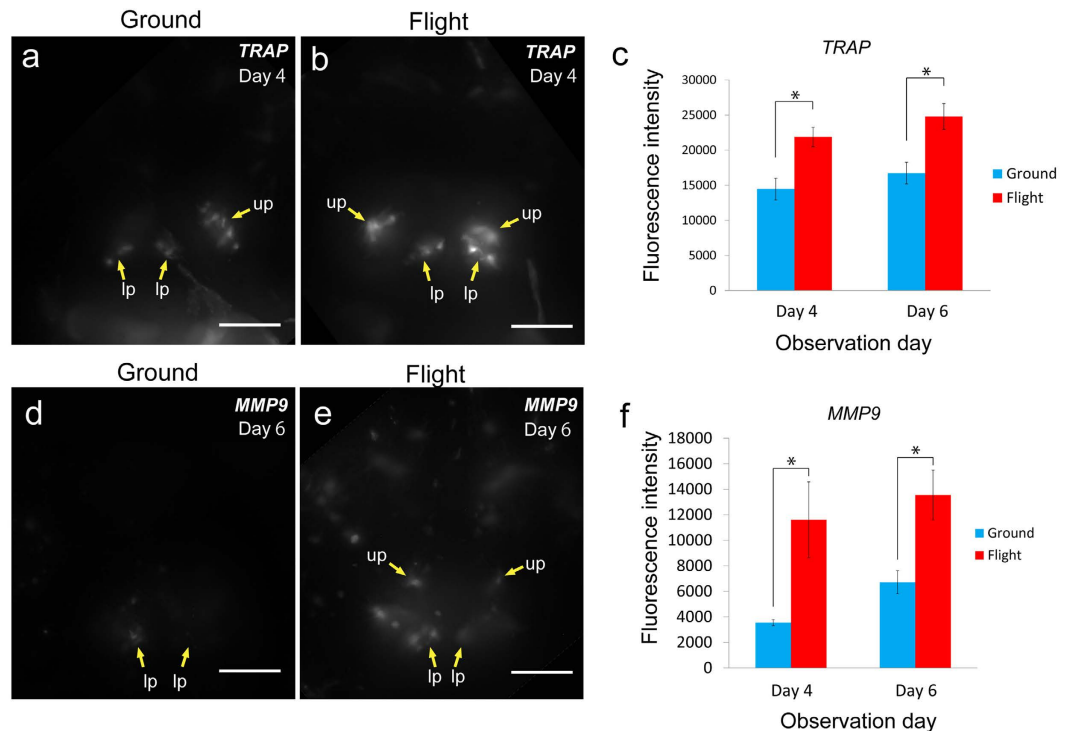 Ground
Flight
a
TRAP
Day 4
up
lp
lp
b
TRAP
Day 4
up
up
lp
lp
c
TRAP
Fluorescence intensity
30000
25000
20000
15000
10000
5000
0
*
*
Day 4
Day 6
Observation day
Ground
Flight
Ground
Flight
d
MMP9
Day 6
lp
lp
e
MMP9
Day 6
up
up
lp
lp
f
MMP9
Fluorescence intensity
18000
16000
14000
12000
10000
8000
6000
4000
2000
0
*
*
Day 4
Day 6
Observation day
Ground
Flight